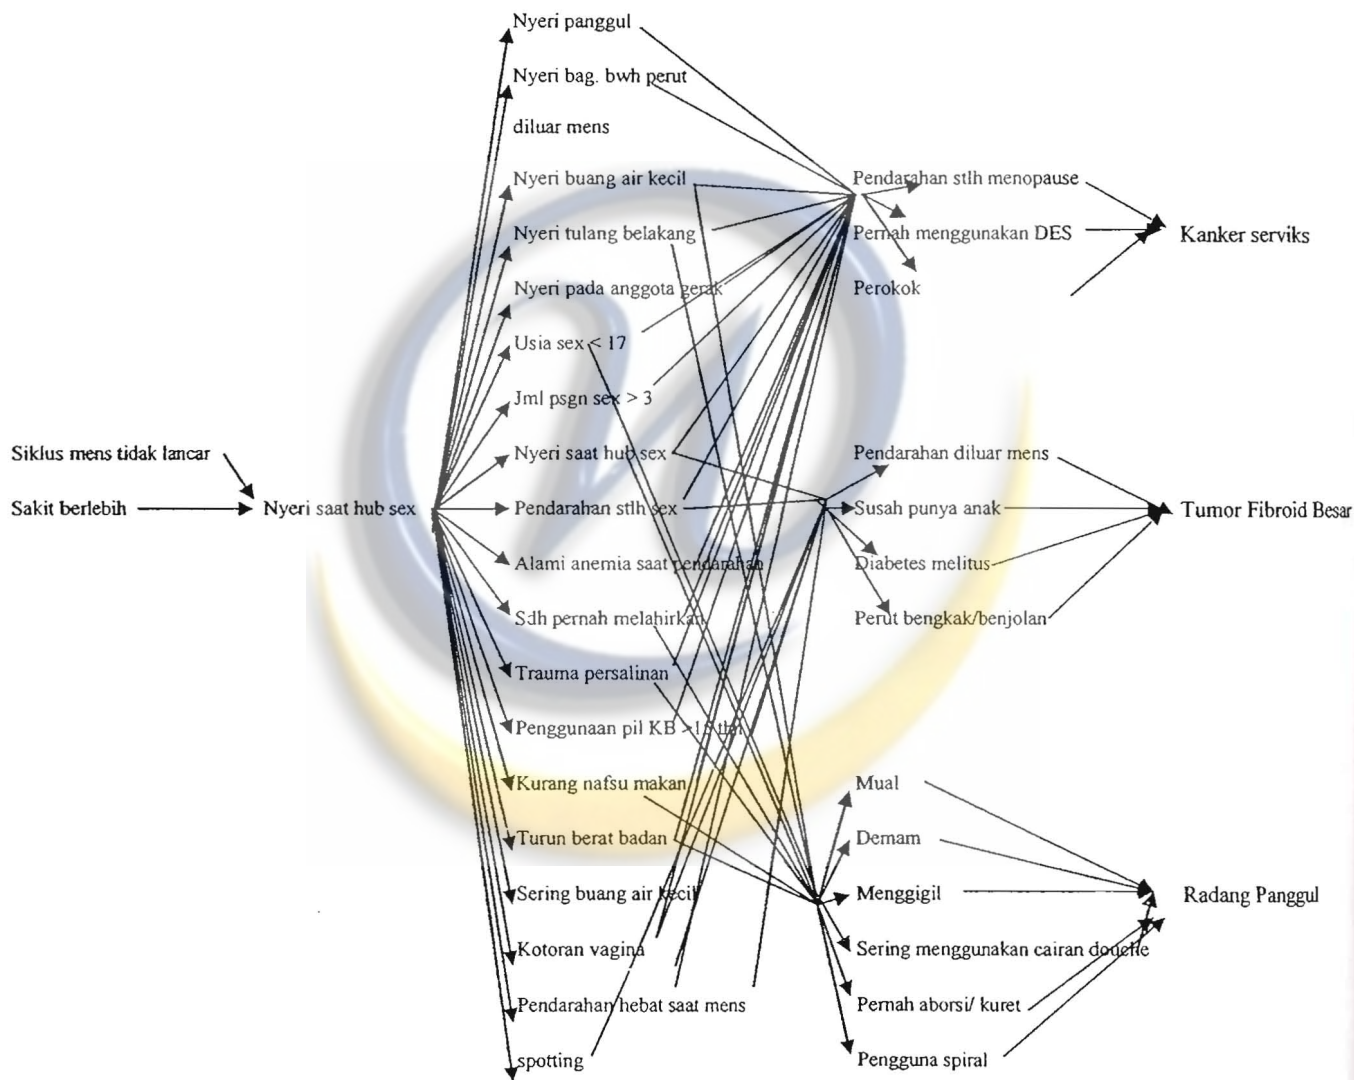 Nyeri panggul
Nyeri bag. bwh perut
diluar mens
Nyeri buang air kecil
Nyeri tulang belakang
Nyeri pada anggota gerak
Usia sex < 17
Jml psgn sex > 3
Nyeri saat hub sex
Pendarahan stlh sex
Alami anemia saat pendarahan
Sdh pernah melahirkan
Trauma persalinan
Penggunaan pil KB >15 thn
Kurang nafsu makan
Turun berat badan
Sering buang air kecil
Kotoran vagina
Pendarahan hebat saat mens
spotting
Siklus mens tidak lancar
Sakit berlebih
Nyeri saat hub sex
Pendarahan stlh menopause
Pernah menggunakan DES
Perokok
Kanker serviks
Pendarahan diluar mens
Susah punya anak
Diabetes melitus
Perut bengkak/benjolan
Tumor Fibroid Besar
Mual
Demam
Menggigil
Sering menggunakan cairan douche
Pernah aborsi/ kuret
Pengguna spiral
Radang Panggul